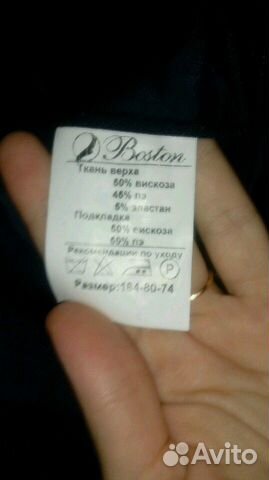 Boston
Ткань верха
50% вискоза
45% пэ
5% эластан
Подкладка
50% вискоза
50% пэ
Рекомендации по уходу
P
Размер:164-80-74
Avito